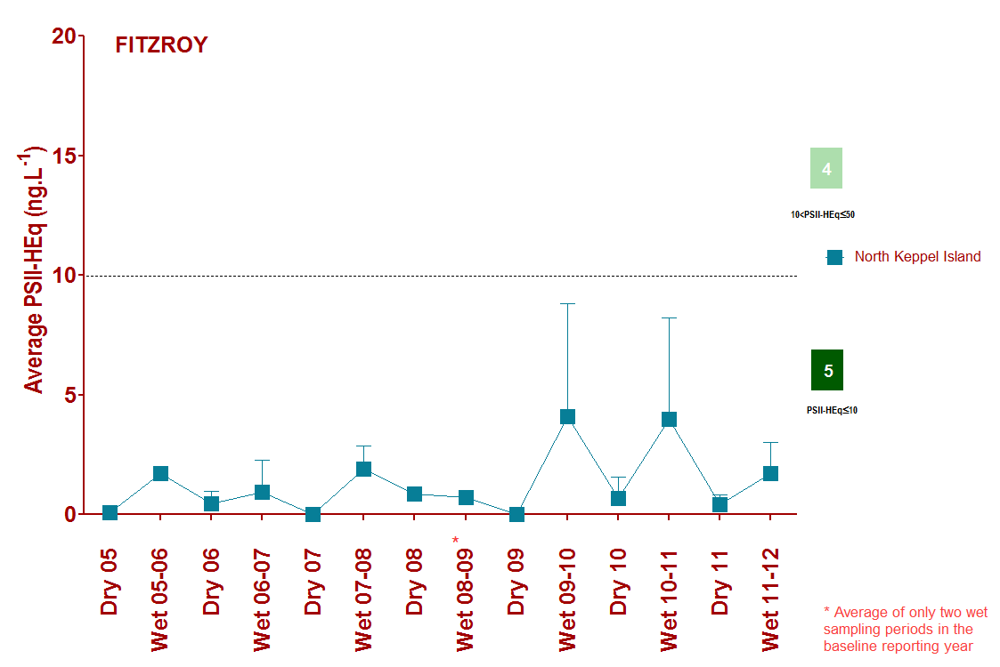 FITZROY
Average PSII-HEq (ng.L⁻¹)
20
15
10
5
0
Dry 05
Wet 05-06
Dry 06
Wet 06-07
Dry 07
Wet 07-08
Dry 08
*
Wet 08-09
Dry 09
Wet 09-10
Dry 10
Wet 10-11
Dry 11
Wet 11-12
4
10<PSII-HEq≤50
North Keppel Island
5
PSII-HEq≤10
* Average of only two wet
sampling periods in the
baseline reporting year